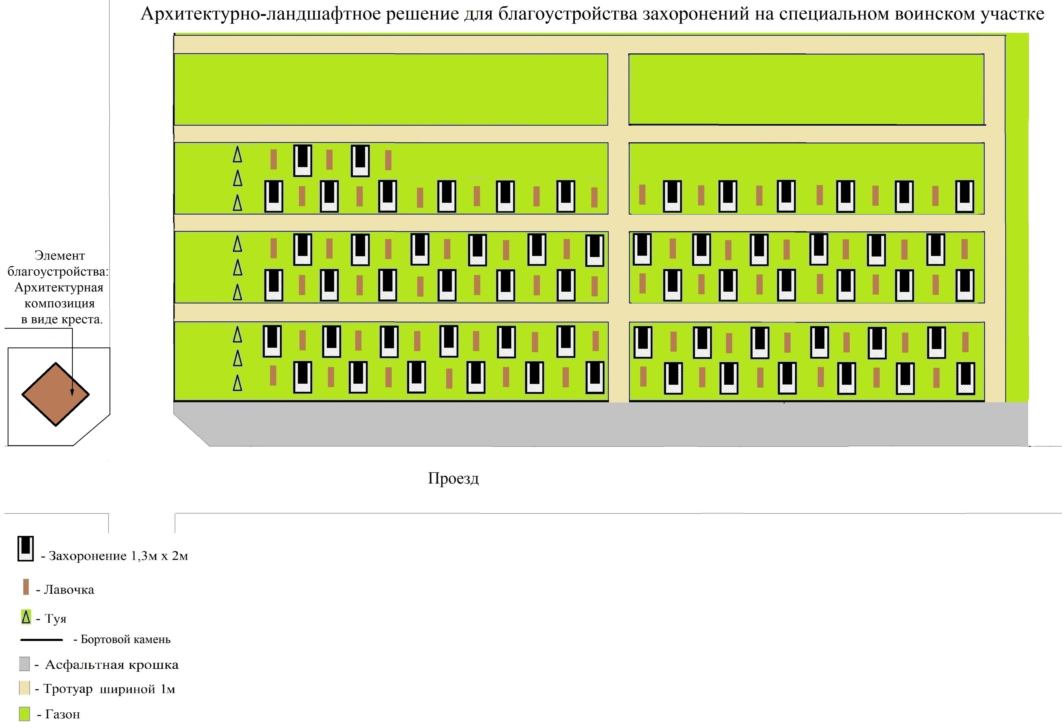 Архитектурно-ландшафтное решение для благоустройства захоронений на специальном воинском участке
Элемент
благоустройства:
Архитектурная
композиция
в виде креста.
Проезд
- Захоронение 1,3м х 2м
- Лавочка
- Туя
- Бортовой камень
- Асфальтная крошка
- Тротуар шириной 1м
- Газон